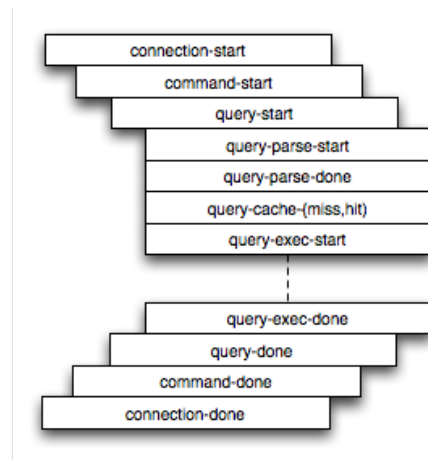 connection-start
command-start
query-start
query-parse-start
query-parse-done
query-cache-(miss,hit)
query-exec-start
query-exec-done
query-done
command-done
connection-done